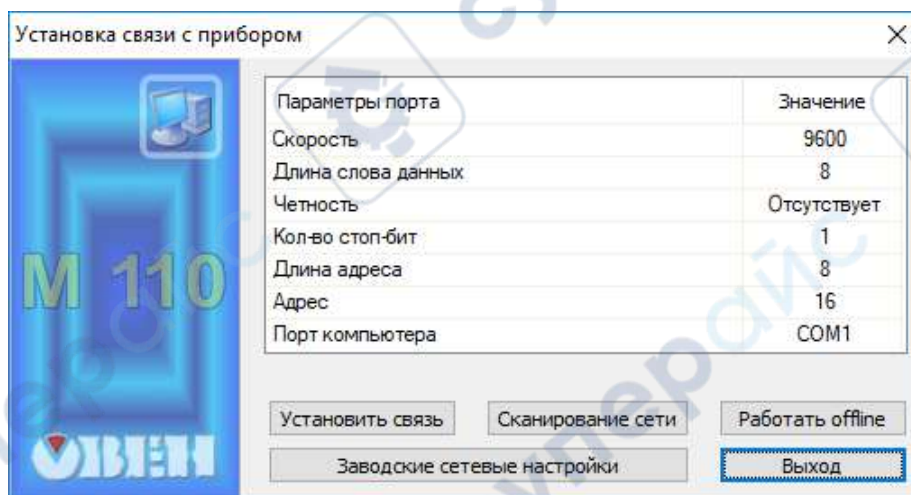 Установка связи с прибором
Параметры порта Значение
Скорость 9600
Длина слова данных 8
Четность Отсутствует
Кол-во стоп-бит 1
Длина адреса 8
Адрес 16
Порт компьютера COM1
М 110
ОВЕН
Установить связь Сканирование сети Работать offline
Заводские сетевые настройки Выход